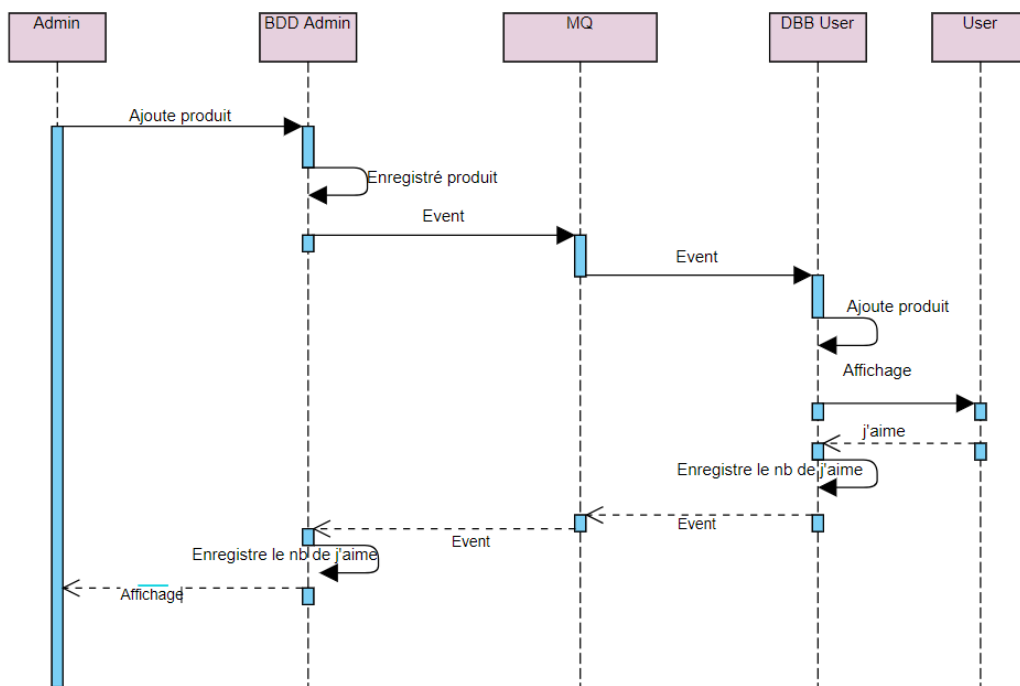 Admin
BDD Admin
MQ
DBB User
User
Ajoute produit
Enregistré produit
Event
Event
Ajoute produit
Affichage
j'aime
Enregistre le nb de j'aime
Event
Event
Enregistre le nb de j'aime
Affichage